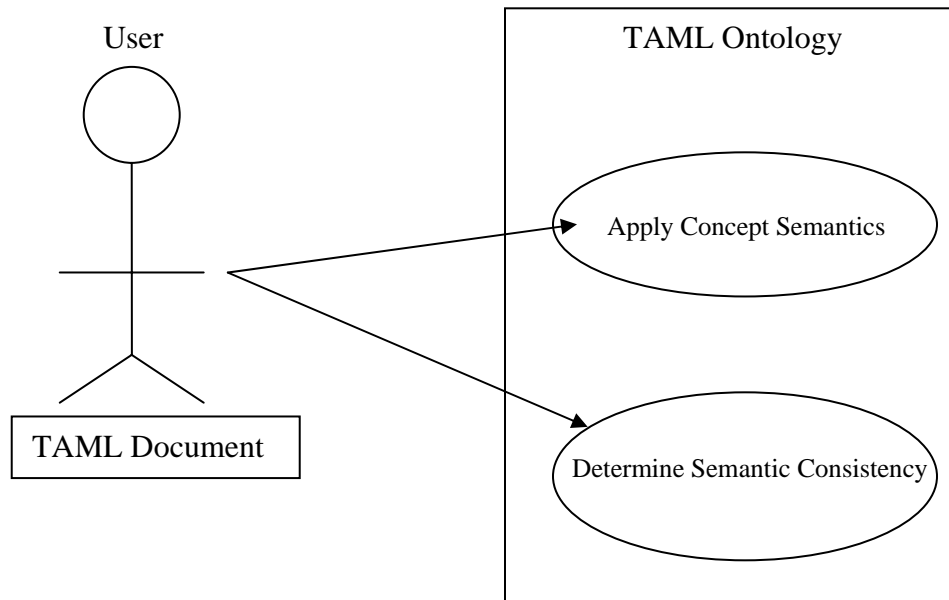 User
TAML Ontology
Apply Concept Semantics
TAML Document
Determine Semantic Consistency